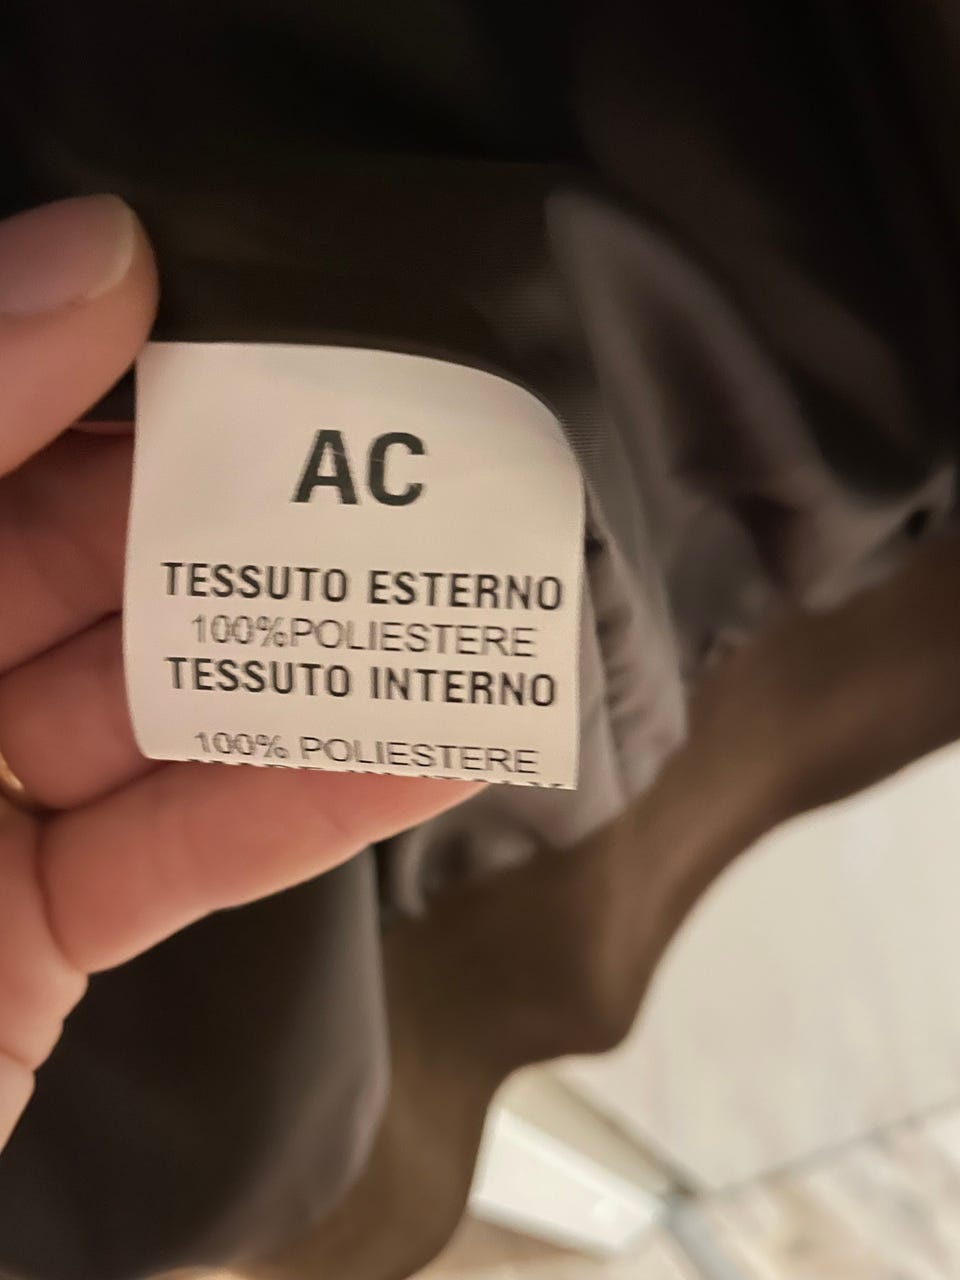 AC
TESSUTO ESTERNO
100%POLIESTERE
TESSUTO INTERNO
100% POLIESTERE